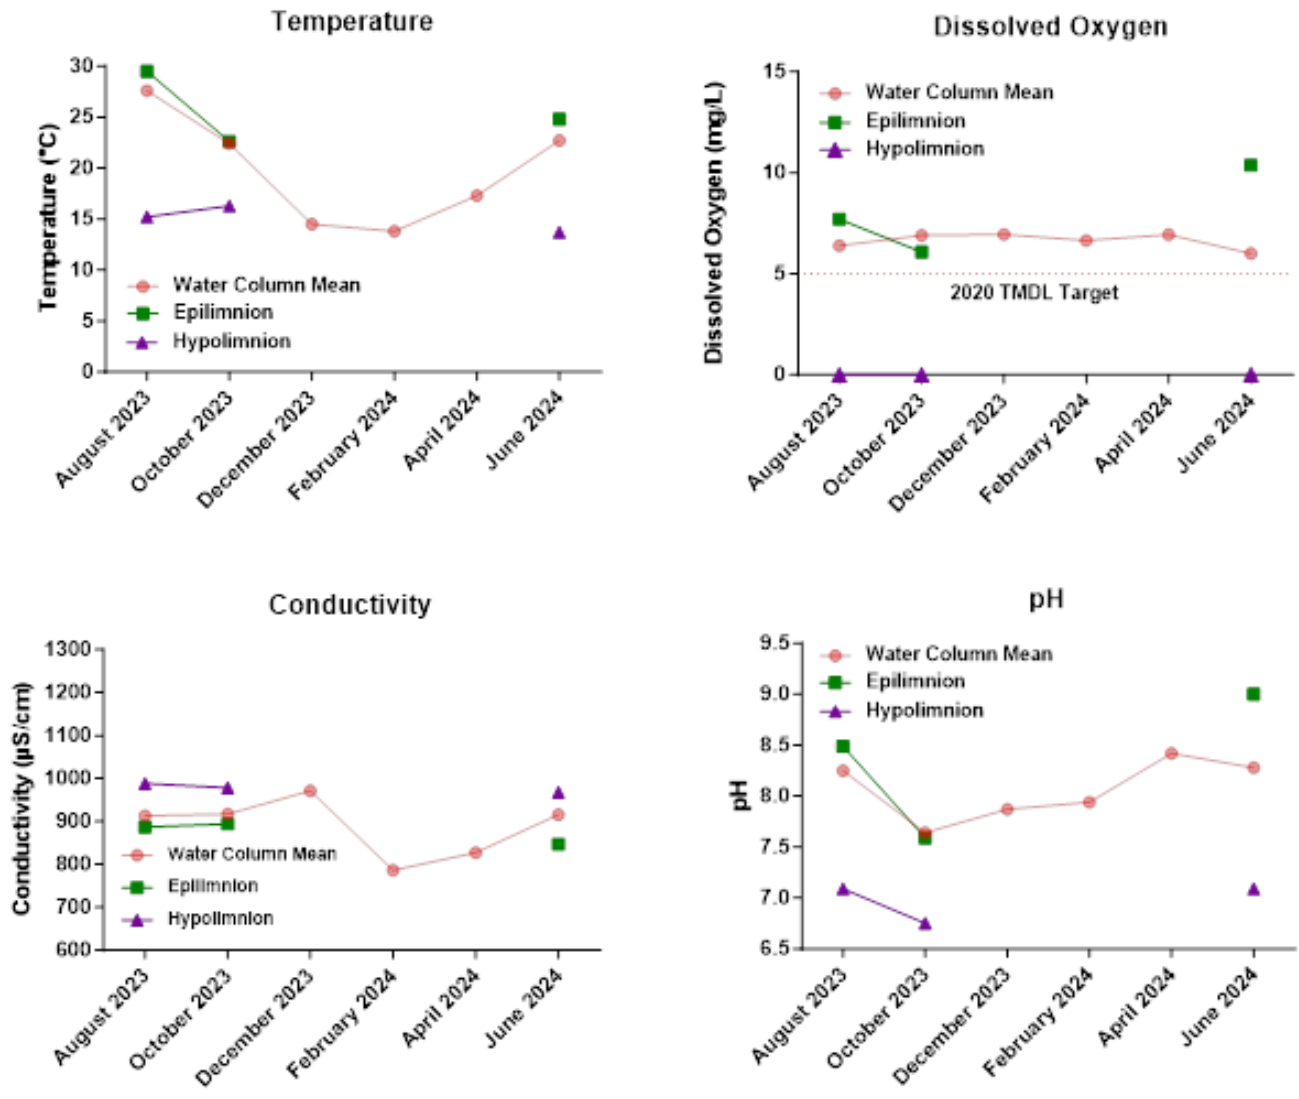 Temperature
Temperature (°C)
30
25
20
15
10
5
0
Water Column Mean
Epilimnion
Hypolimnion
August 2023
October 2023
December 2023
February 2024
April 2024
June 2024
Dissolved Oxygen
Dissolved Oxygen (mg/L)
15
10
5
0
Water Column Mean
Epilimnion
Hypolimnion
2020 TMDL Target
August 2023
October 2023
December 2023
February 2024
April 2024
June 2024
Conductivity
Conductivity (µS/cm)
1300
1200
1100
1000
900
800
700
600
Water Column Mean
Epilimnion
Hypolimnion
August 2023
October 2023
December 2023
February 2024
April 2024
June 2024
pH
pH
9.5
9.0
8.5
8.0
7.5
7.0
6.5
Water Column Mean
Epilimnion
Hypolimnion
August 2023
October 2023
December 2023
February 2024
April 2024
June 2024